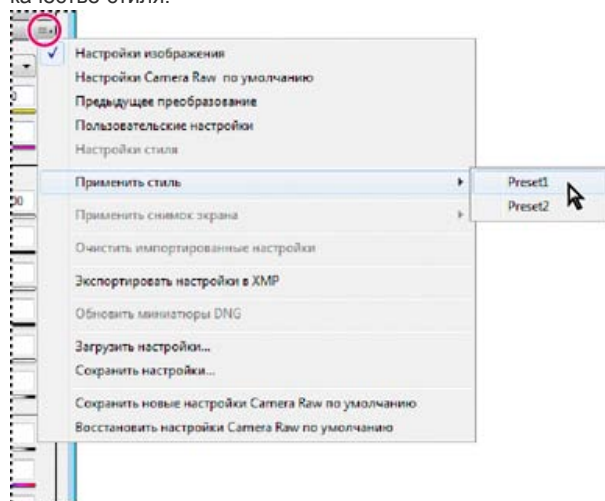 качество стиля.
Настройки изображения
Настройки Camera Raw по умолчанию
Предыдущее преобразование
Пользовательские настройки
Настройки стиля
Применить стиль
Preset1
Preset2
Применить снимок экрана
Очистить импортированные настройки
Экспортировать настройки в XMP
Обновить миниатюры DNG
Загрузить настройки...
Сохранить настройки...
Сохранить новые настройки Camera Raw по умолчанию
Восстановить настройки Camera Raw по умолчанию